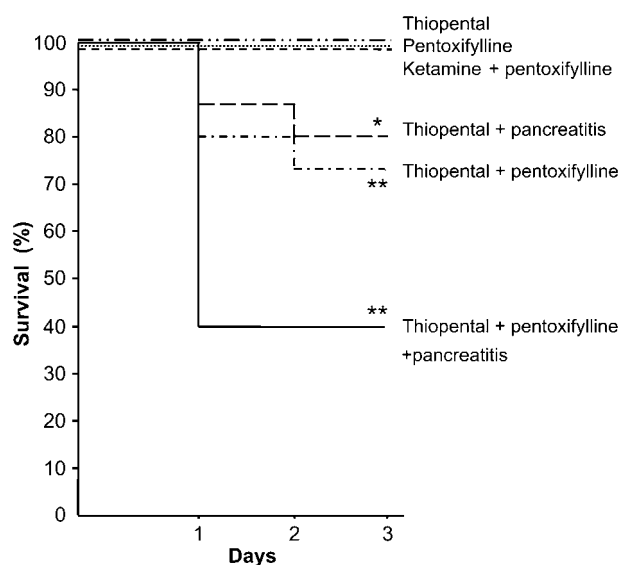 Thiopental
Pentoxifylline
Ketamine + pentoxifylline
100
90
80
70
60
50
40
30
20
10
0
Survival (%)
*
Thiopental + pancreatitis
Thiopental + pentoxifylline
**
**
Thiopental + pentoxifylline
+pancreatitis
1
2
3
Days